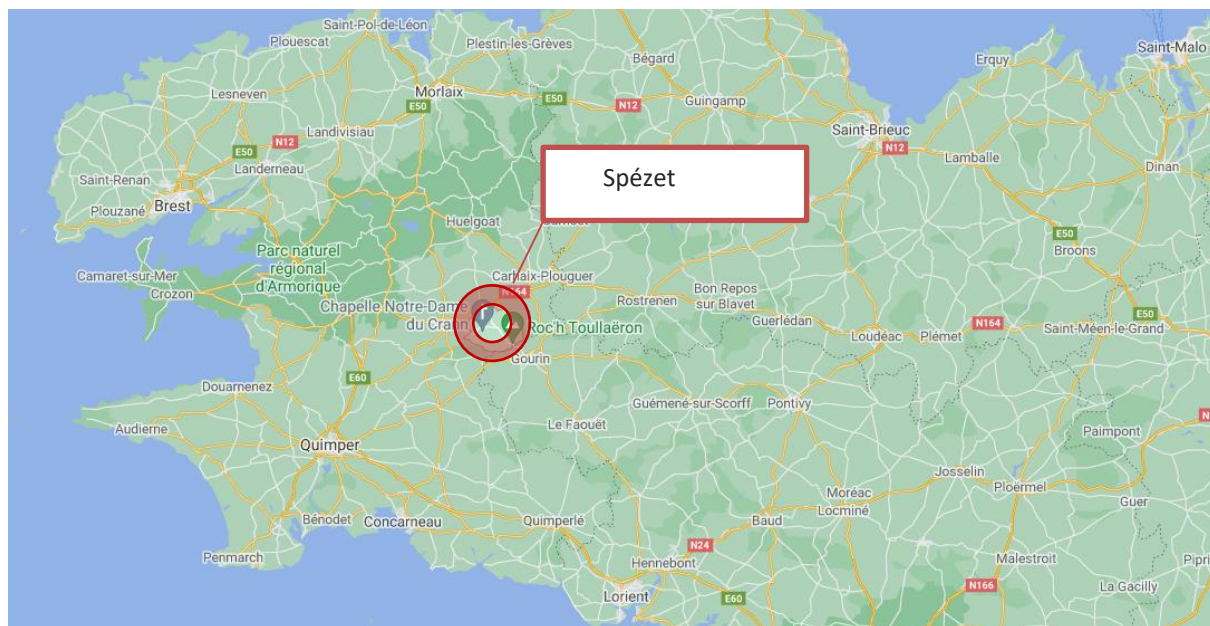 Saint-Pol-de-Léon
Plouescat
Plestin-les-Grèves
Bégard
Erquy
Saint-Malo
Lesneven
Morlaix
E50
E50
N12
Guingamp
Landivisiau
N12
E50
Saint-Brieuc
N12
Lamballe
Dinan
Landerneau
Saint-Renan
Brest
Plouzané
Spézet
Huelgoat
E50
Broons
Parc naturel
régional
d'Armorique
Camaret-sur-Mer
Crozon
Carhaix-Plouguer
N164
Rostrenen
Bon Repos
sur Blavet
Chapelle Notre-Dame
du Crann
Roc'h Toullaëron
Guerlédan
Loudéac
Plémet
N164
E50
Saint-Méen-le-Grand
Gourin
E60
Douarnenez
Guémené-sur-Scorff
Pontivy
Audierne
Le Faouët
Paimpont
Quimper
Josselin
Ploërmel
Moréac
Locminé
Guer
Bénodet
Concarneau
Quimperlé
Baud
Penmarch
N24
Hennebont
Malestroit
Pipri
N166
La Gacilly
Lorient
E60